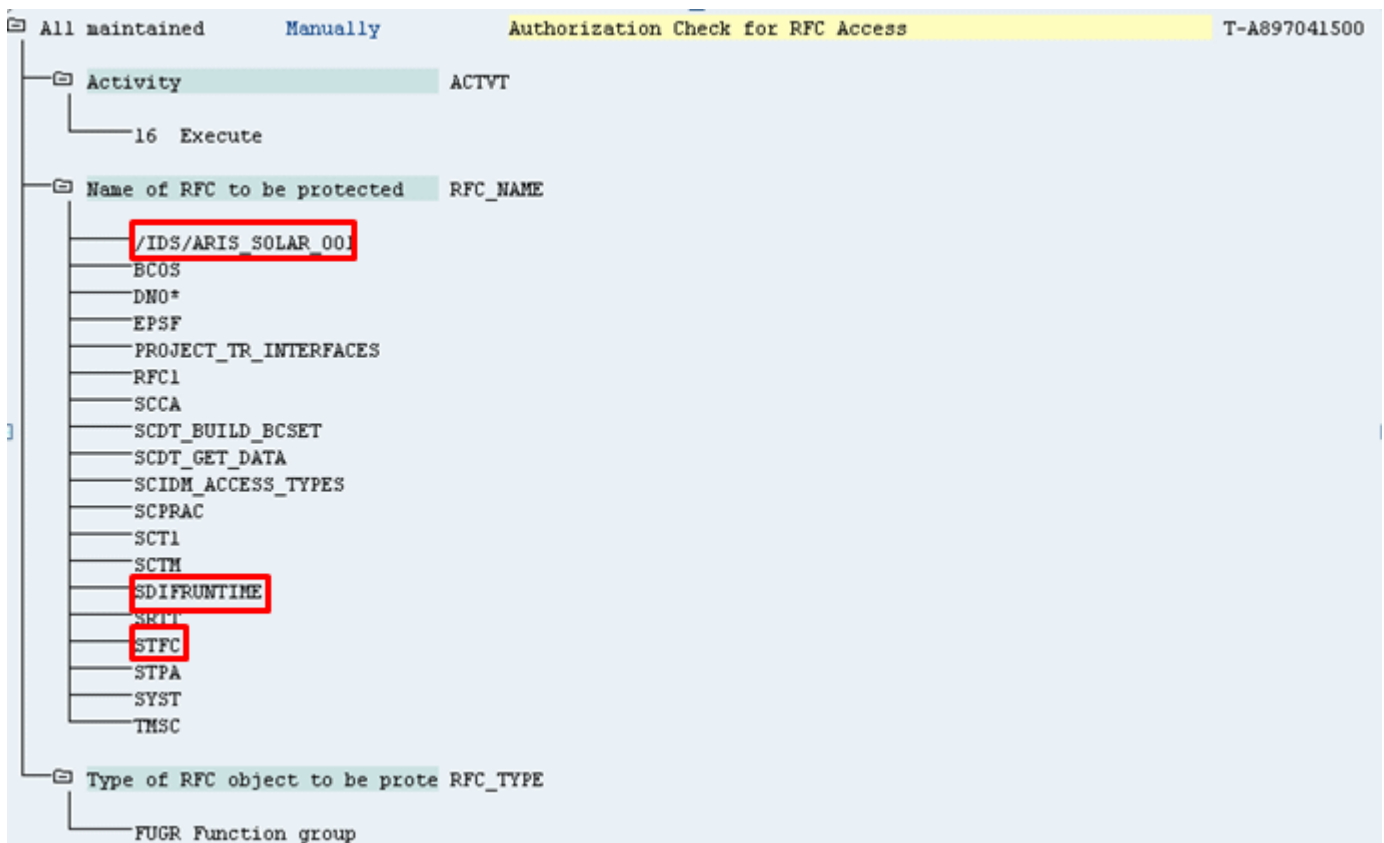 All maintained Manually Authorization Check for RFC Access T-A897041500
Activity ACTVT
16 Execute
Name of RFC to be protected RFC_NAME
/IDS/ARIS_SOLAR_001
BCOS
DNO*
EPSF
PROJECT_TR_INTERFACES
RFC1
SCCA
SCDT_BUILD_BCSET
SCDT_GET_DATA
SCIDM_ACCESS_TYPES
SCPRAC
SCT1
SCTM
SDIFRUNTIME
SRTT
STFC
STPA
SYST
TMSC
Type of RFC object to be prote RFC_TYPE
FUGR Function group